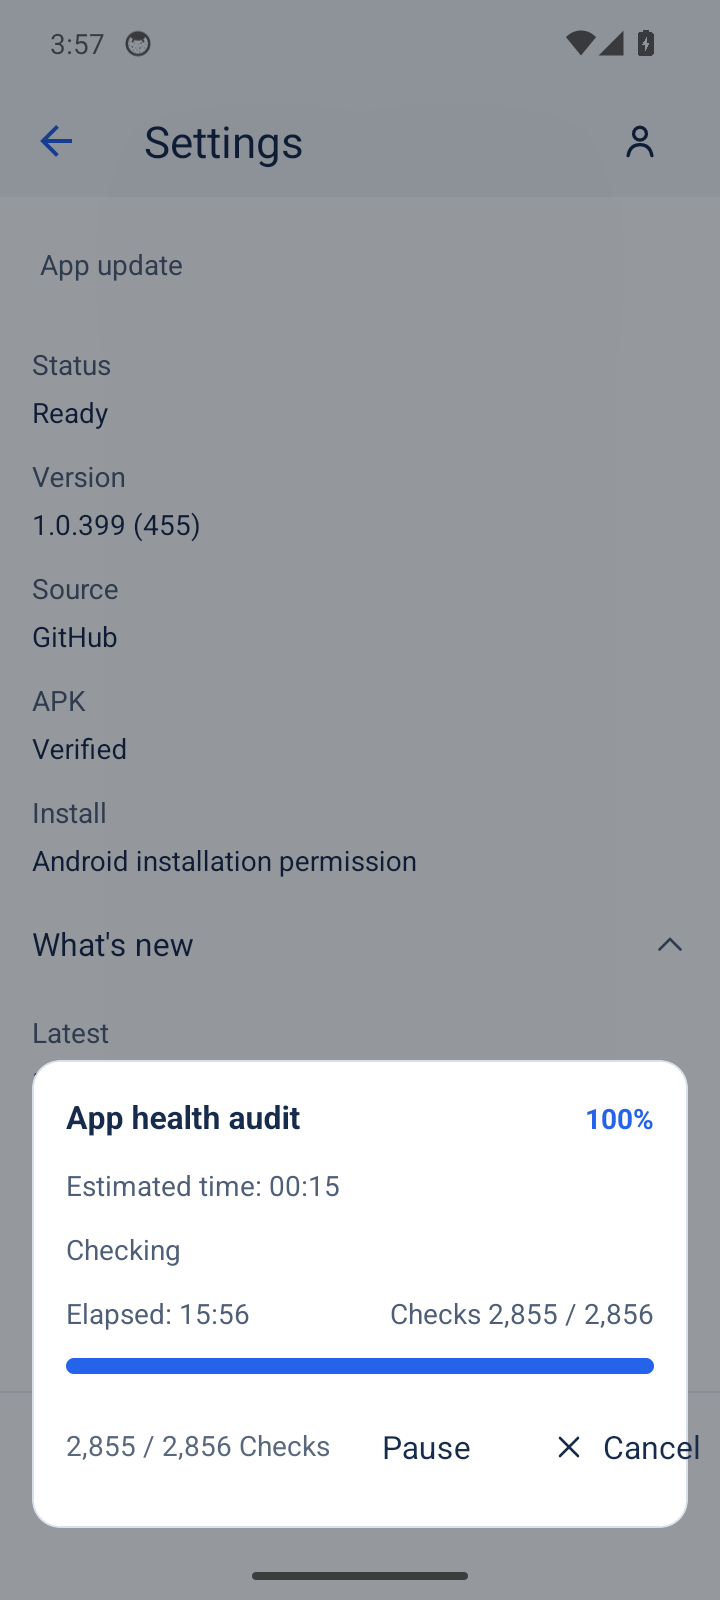 3:57
Settings
App update
Status
Ready
Version
1.0.399 (455)
Source
GitHub
APK
Verified
Install
Android installation permission
What's new
Latest
App health audit 100%
Estimated time: 00:15
Checking
Elapsed: 15:56 Checks 2,855 / 2,856
2,855 / 2,856 Checks Pause Cancel